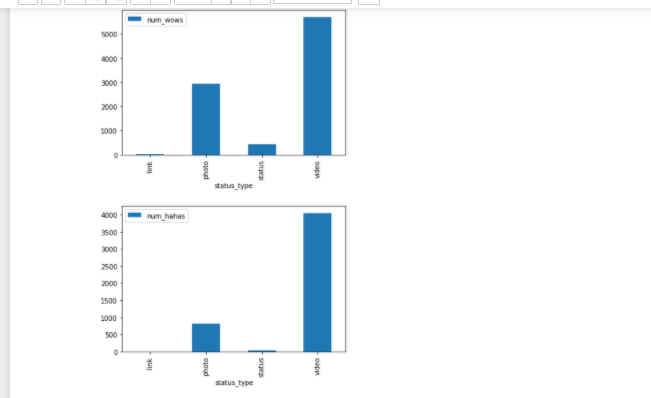 num_wows
5000
4000
3000
2000
1000
0
link
photo
status
video
status_type
num_hahas
4000
3500
3000
2500
2000
1500
1000
500
0
link
photo
status
video
status_type